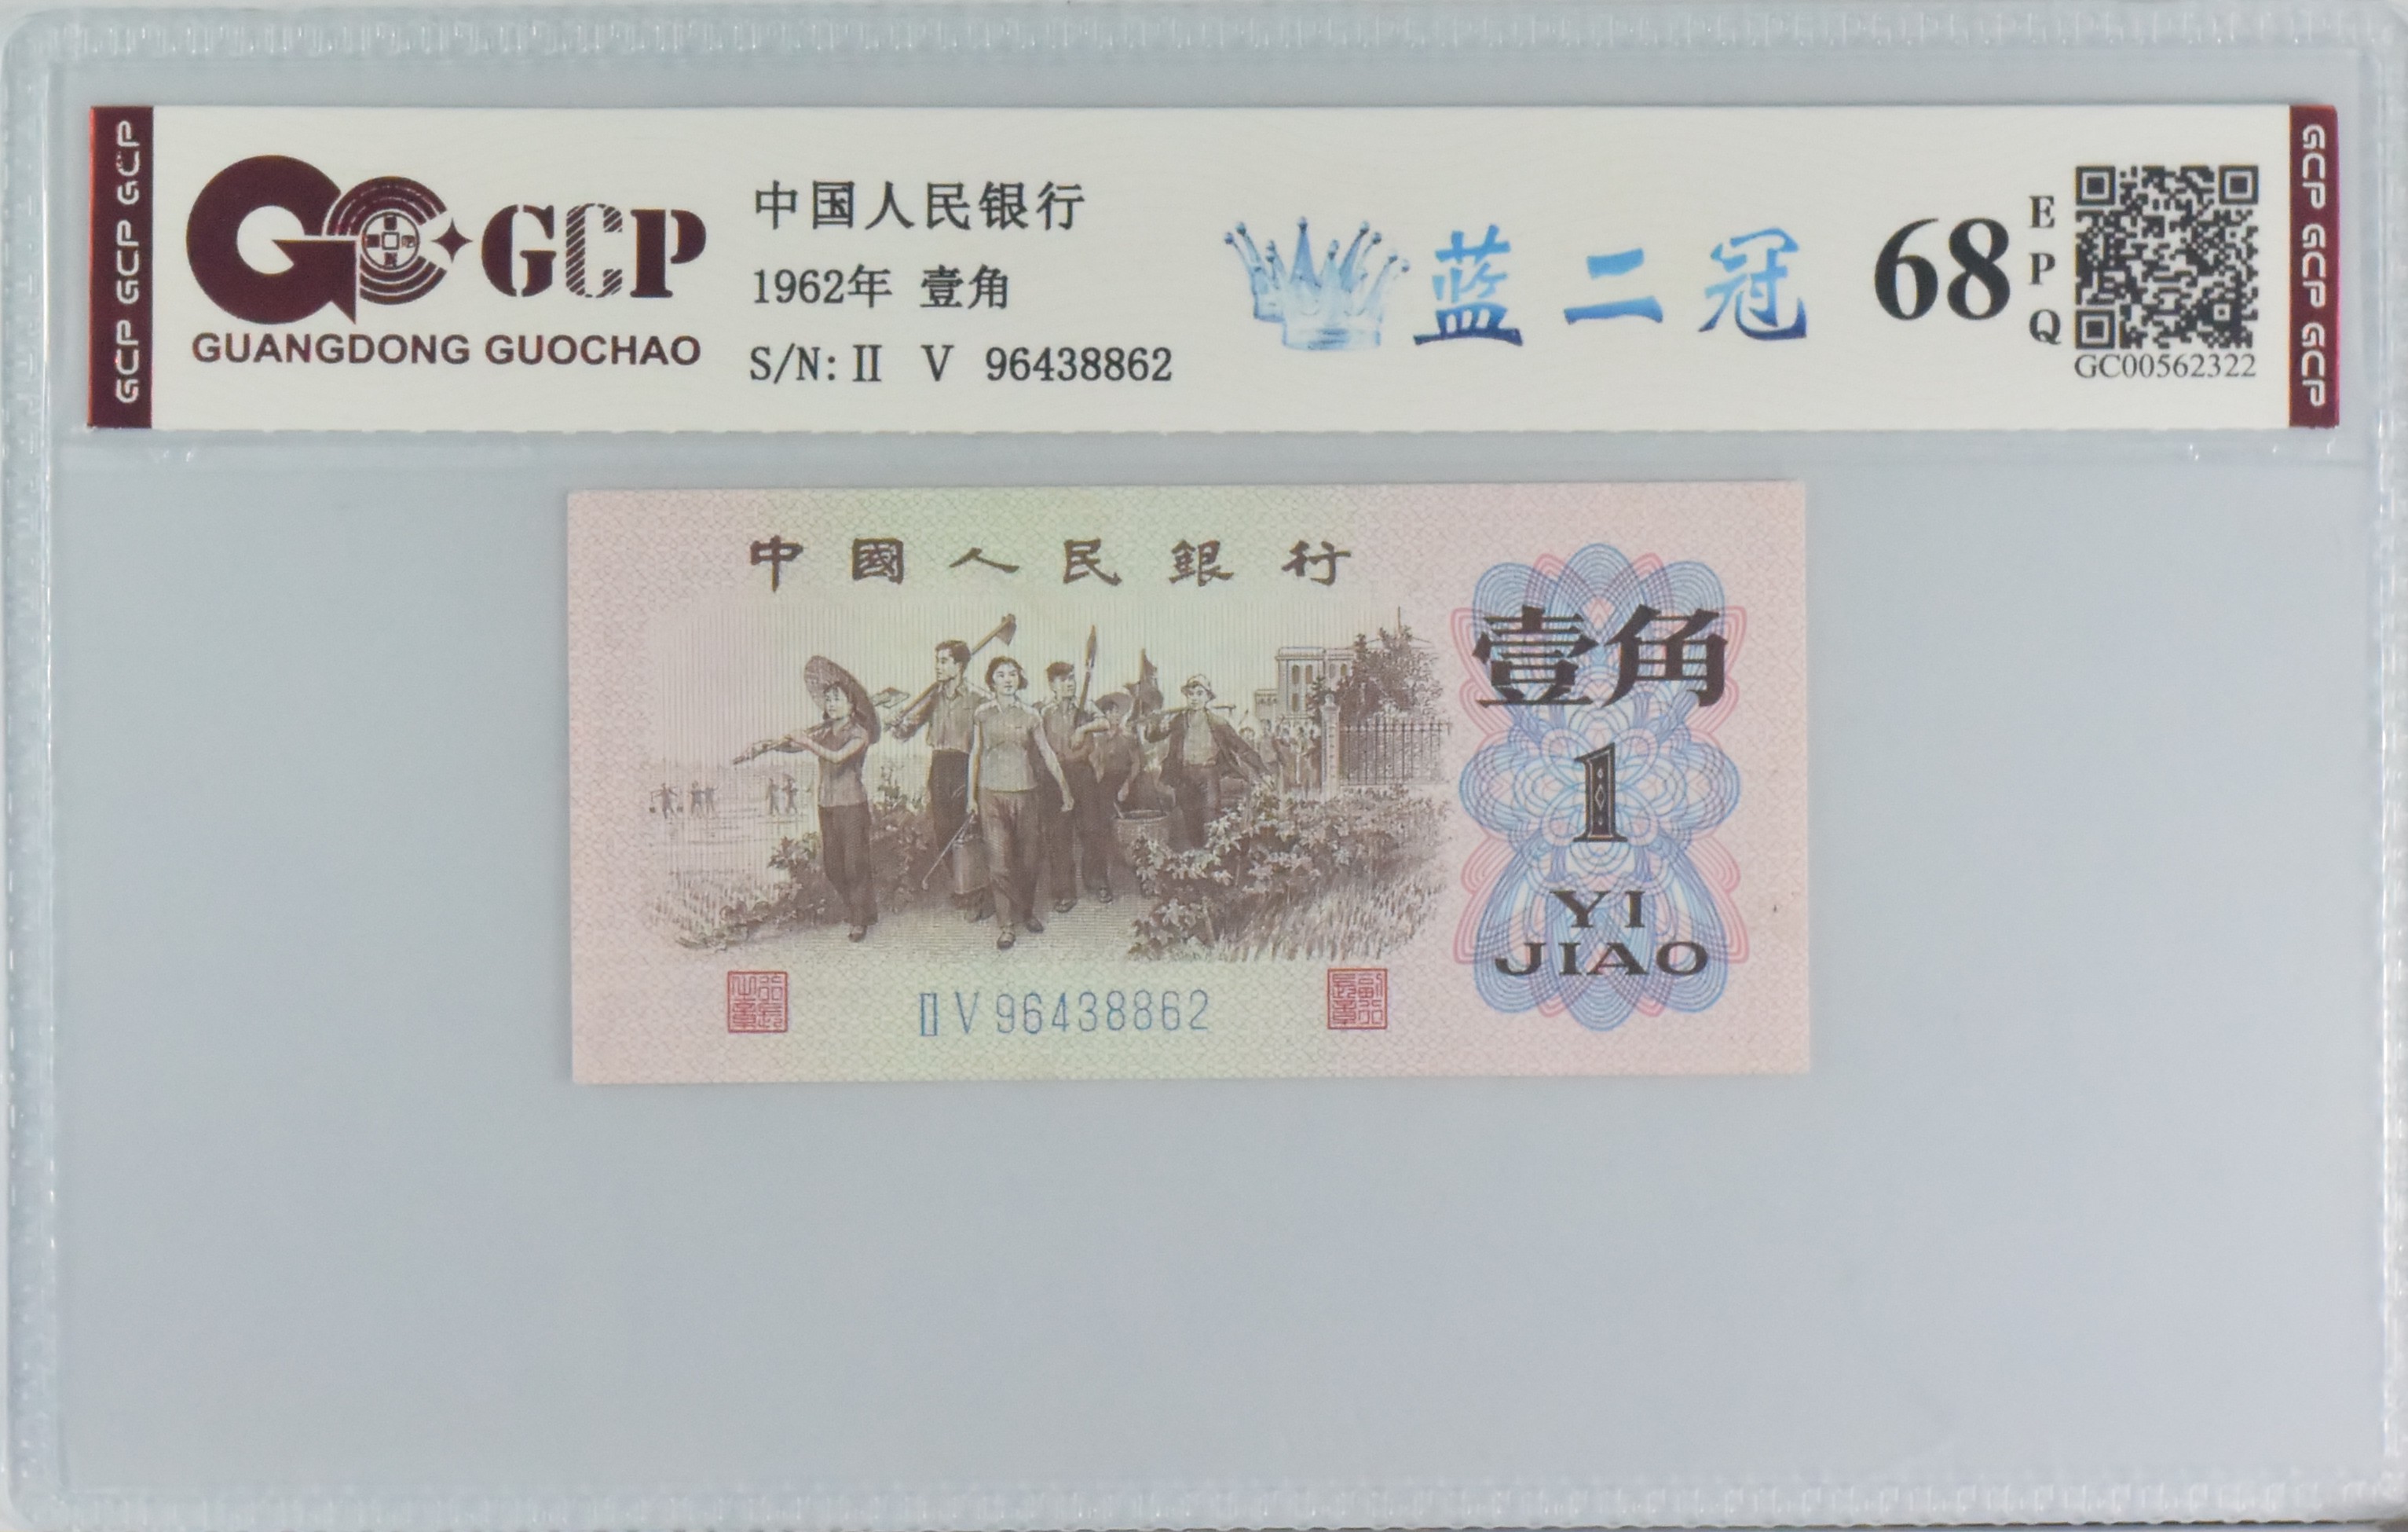 GCP GCP GCP
GCP
GUANGDONG GUOCHAO
中国人民银行
1962年 壹角
S/N: II V 96438862
蓝二冠
68
EPQ
GC00562322
GCP GCP GCP
中國人民銀行
壹角
1
YI
JIAO
II V 96438862